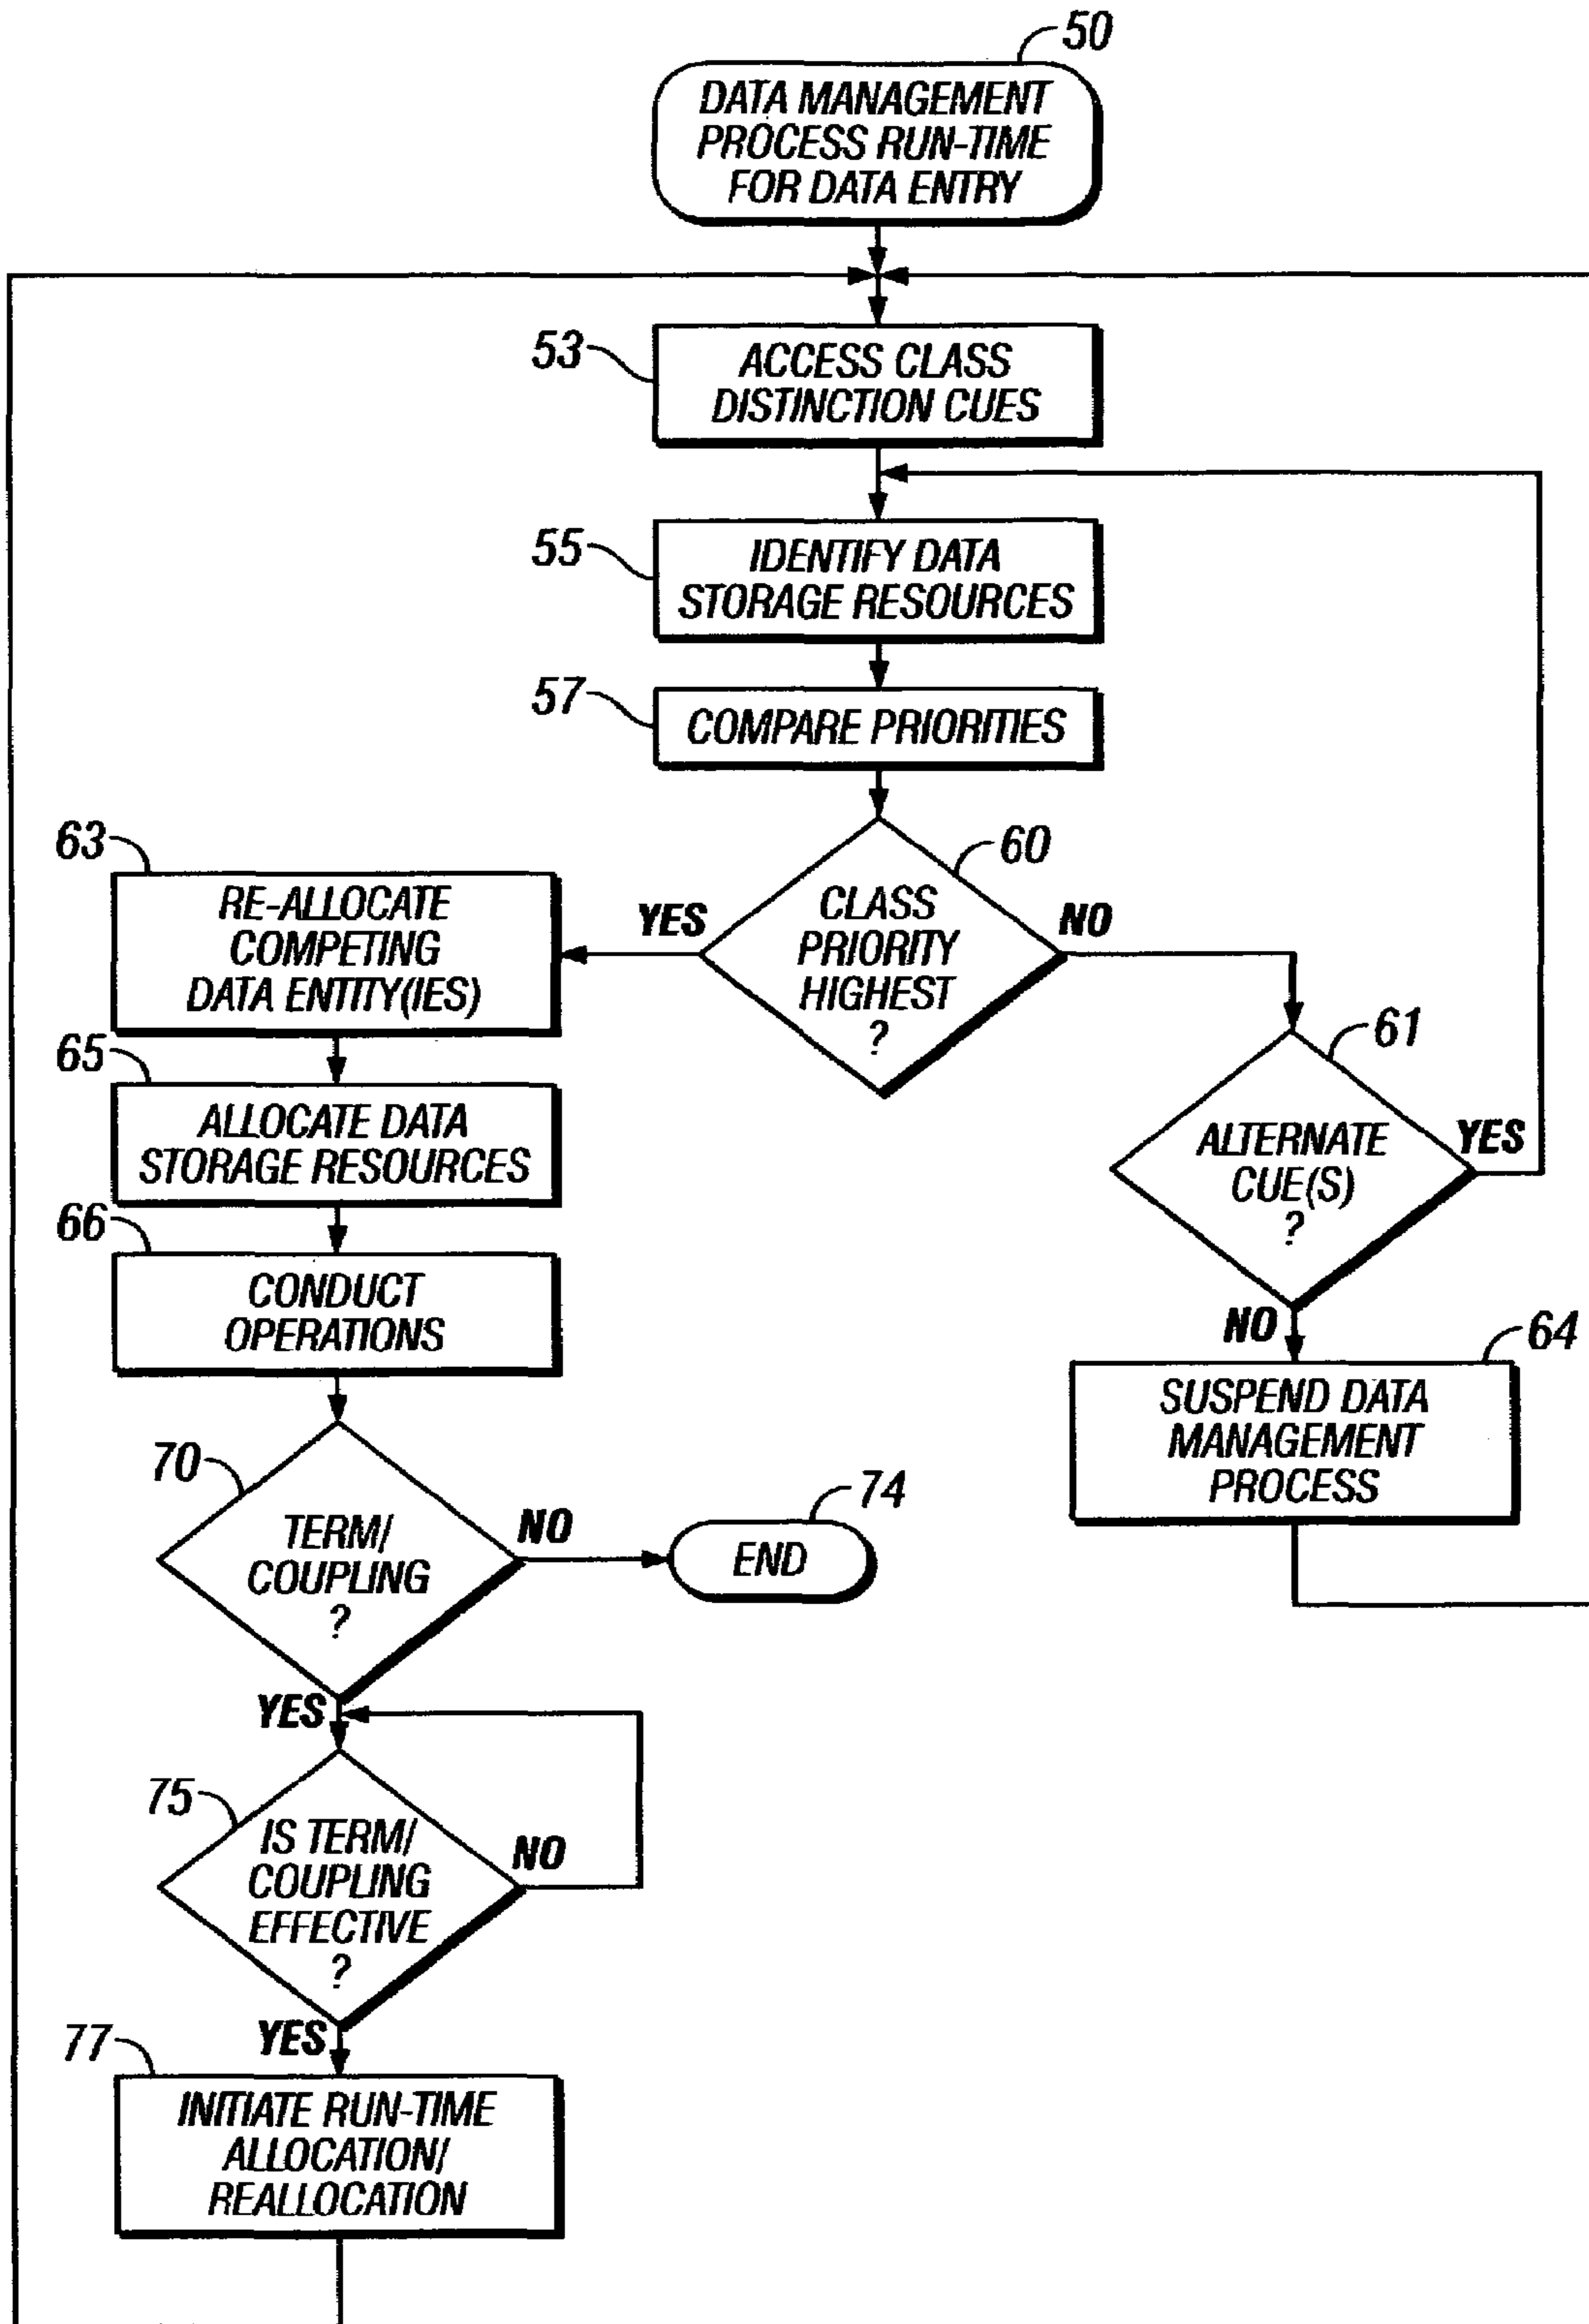 50
DATA MANAGEMENT
PROCESS RUN-TIME
FOR DATA ENTRY
53
ACCESS CLASS
DISTINCTION CUES
55
IDENTIFY DATA
STORAGE RESOURCES
57
COMPARE PRIORITIES
60
CLASS
PRIORITY
HIGHEST
?
YES
NO
63
RE-ALLOCATE
COMPETING
DATA ENTITY(IES)
61
ALTERNATE
CUE(S)
?
YES
NO
65
ALLOCATE DATA
STORAGE RESOURCES
66
CONDUCT
OPERATIONS
64
SUSPEND DATA
MANAGEMENT
PROCESS
70
TERM/
COUPLING
?
NO
74
END
YES
75
IS TERM/
COUPLING
EFFECTIVE
?
NO
YES
77
INITIATE RUN-TIME
ALLOCATION/
REALLOCATION